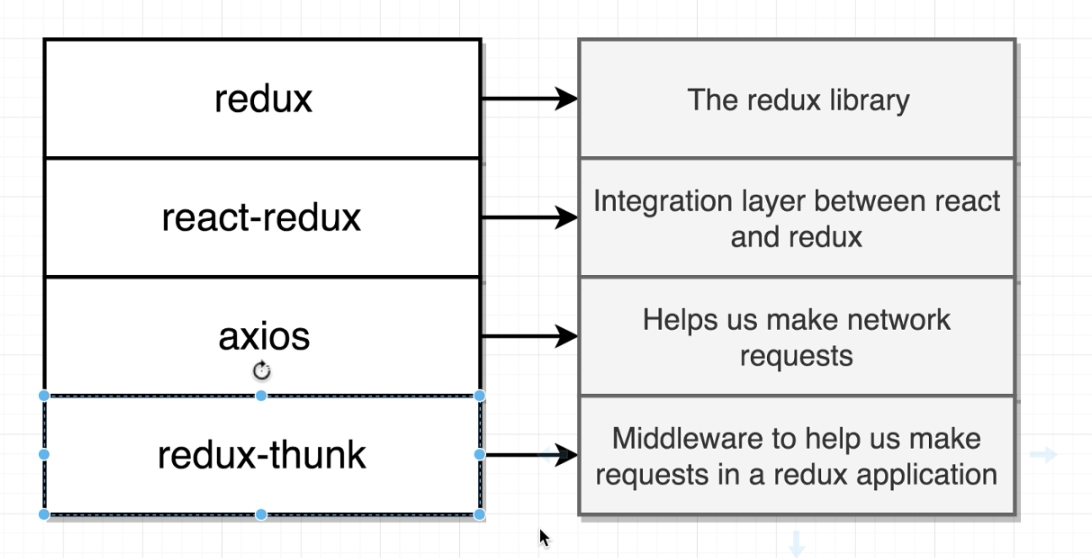 redux
The redux library
react-redux
Integration layer between react
and redux
axios
Helps us make network
requests
redux-thunk
Middleware to help us make
requests in a redux application